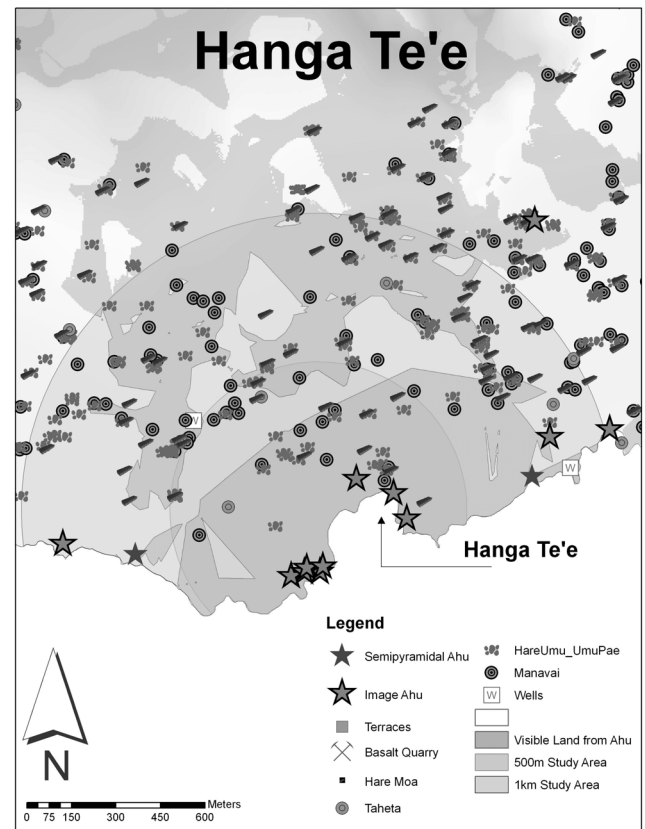 Hanga Te'e
W
W
Hanga Te'e
Legend
Semipyramidal Ahu
Image Ahu
Terraces
Basalt Quarry
Hare Moa
Taheta
HareUmu_UmuPae
Manavai
W Wells
Visible Land from Ahu
500m Study Area
1km Study Area
N
Meters
0 75 150 300 450 600